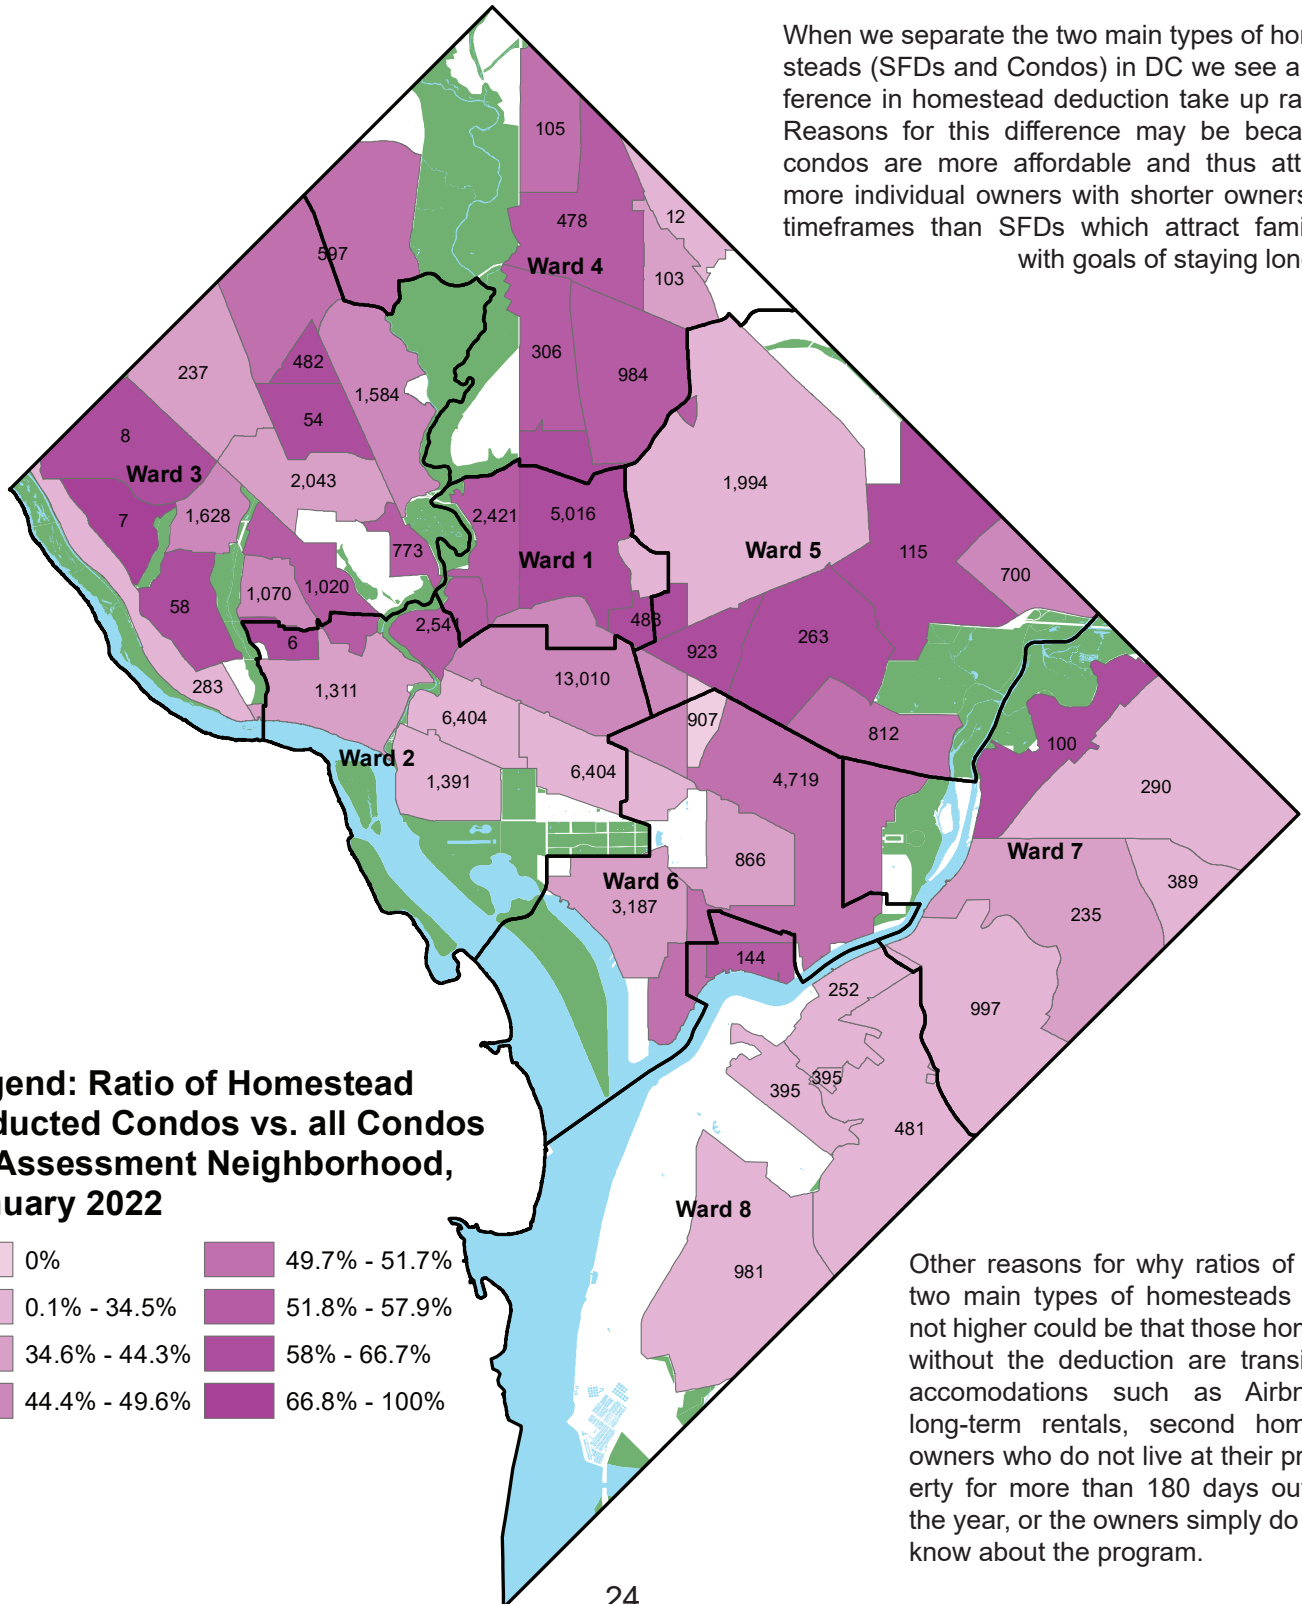 When we separate the two main types of hom
steads (SFDs and Condos) in DC we see a
ference in homestead deduction take up ra
Reasons for this difference may be beca
condos are more affordable and thus att
more individual owners with shorter owners
timeframes than SFDs which attract fami
with goals of staying lon
105
478
12
Ward 4
103
597
306
984
482
237
1,584
54
8
Ward 3
2,043
1,994
7
1,628
2,421
5,016
773
Ward 1
Ward 5
115
700
1,070
1,020
58
488
2,54
263
6
923
283
1,311
13,010
6,404
907
812
100
Ward 2
6,404
4,719
1,391
290
866
Ward 7
Ward 6
389
3,187
235
144
252
997
395
395
481
Ward 8
981
gend: Ratio of Homestead
ducted Condos vs. all Condos
Assessment Neighborhood,
nuary 2022
0%
0.1% - 34.5%
34.6% - 44.3%
44.4% - 49.6%
49.7% - 51.7%
51.8% - 57.9%
58% - 66.7%
66.8% - 100%
Other reasons for why ratios of
two main types of homesteads
not higher could be that those hom
without the deduction are transi
accomodations such as Airbn
long-term rentals, second hom
owners who do not live at their pr
erty for more than 180 days out
the year, or the owners simply do
know about the program.
24